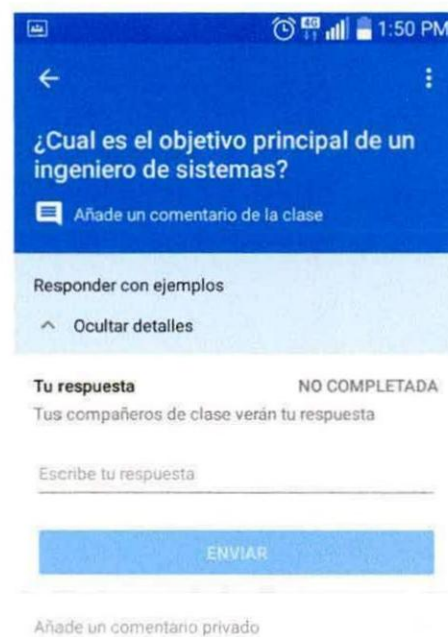 4G 1:50 PM
¿Cual es el objetivo principal de un
ingeniero de sistemas?
Añade un comentario de la clase
Responder con ejemplos
Ocultar detalles
Tu respuesta NO COMPLETADA
Tus compañeros de clase verán tu respuesta
Escribe tu respuesta
ENVIAR
Añade un comentario privado